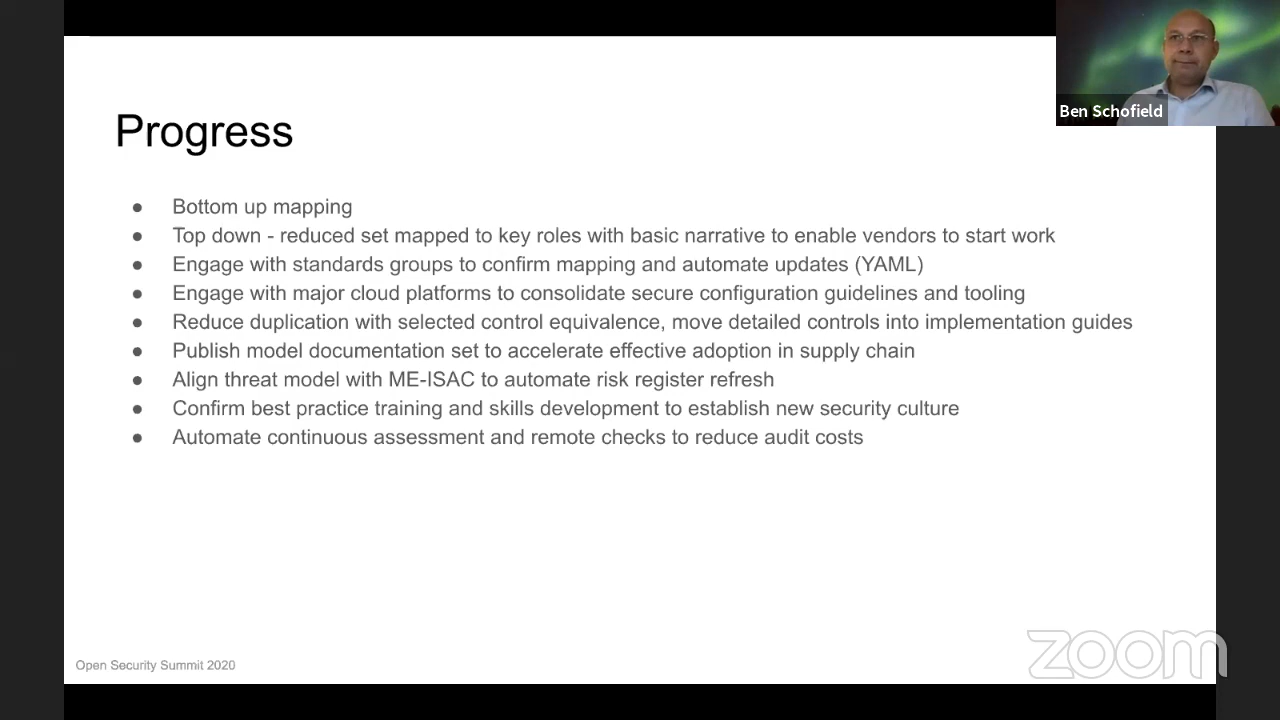 Ben Schofield
Progress
● Bottom up mapping
● Top down - reduced set mapped to key roles with basic narrative to enable vendors to start work
● Engage with standards groups to confirm mapping and automate updates (YAML)
● Engage with major cloud platforms to consolidate secure configuration guidelines and tooling
● Reduce duplication with selected control equivalence, move detailed controls into implementation guides
● Publish model documentation set to accelerate effective adoption in supply chain
● Align threat model with ME-ISAC to automate risk register refresh
● Confirm best practice training and skills development to establish new security culture
● Automate continuous assessment and remote checks to reduce audit costs
Open Security Summit 2020
zoom